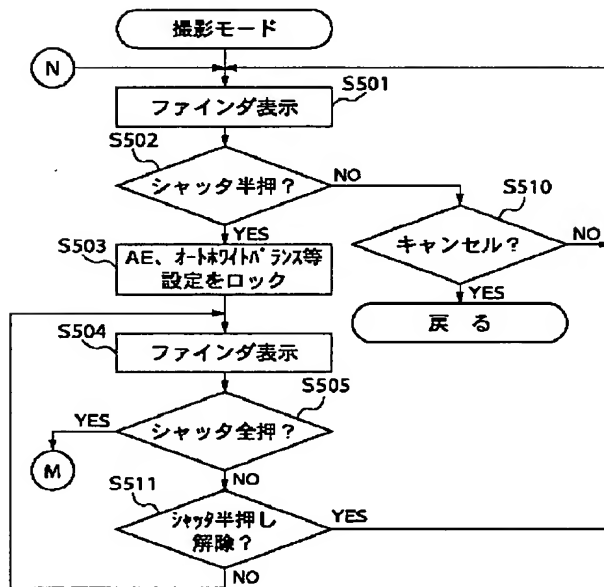 撮影モード
N
S501
ファインダ表示
S502
シャッタ半押?
NO
S510
YES
キャンセル?
NO
S503
AE、オートホワイトバランス等
設定をロック
YES
戻る
S504
ファインダ表示
S505
YES
シャッタ全押?
M
NO
S511
シャッタ半押し
解除?
YES
NO